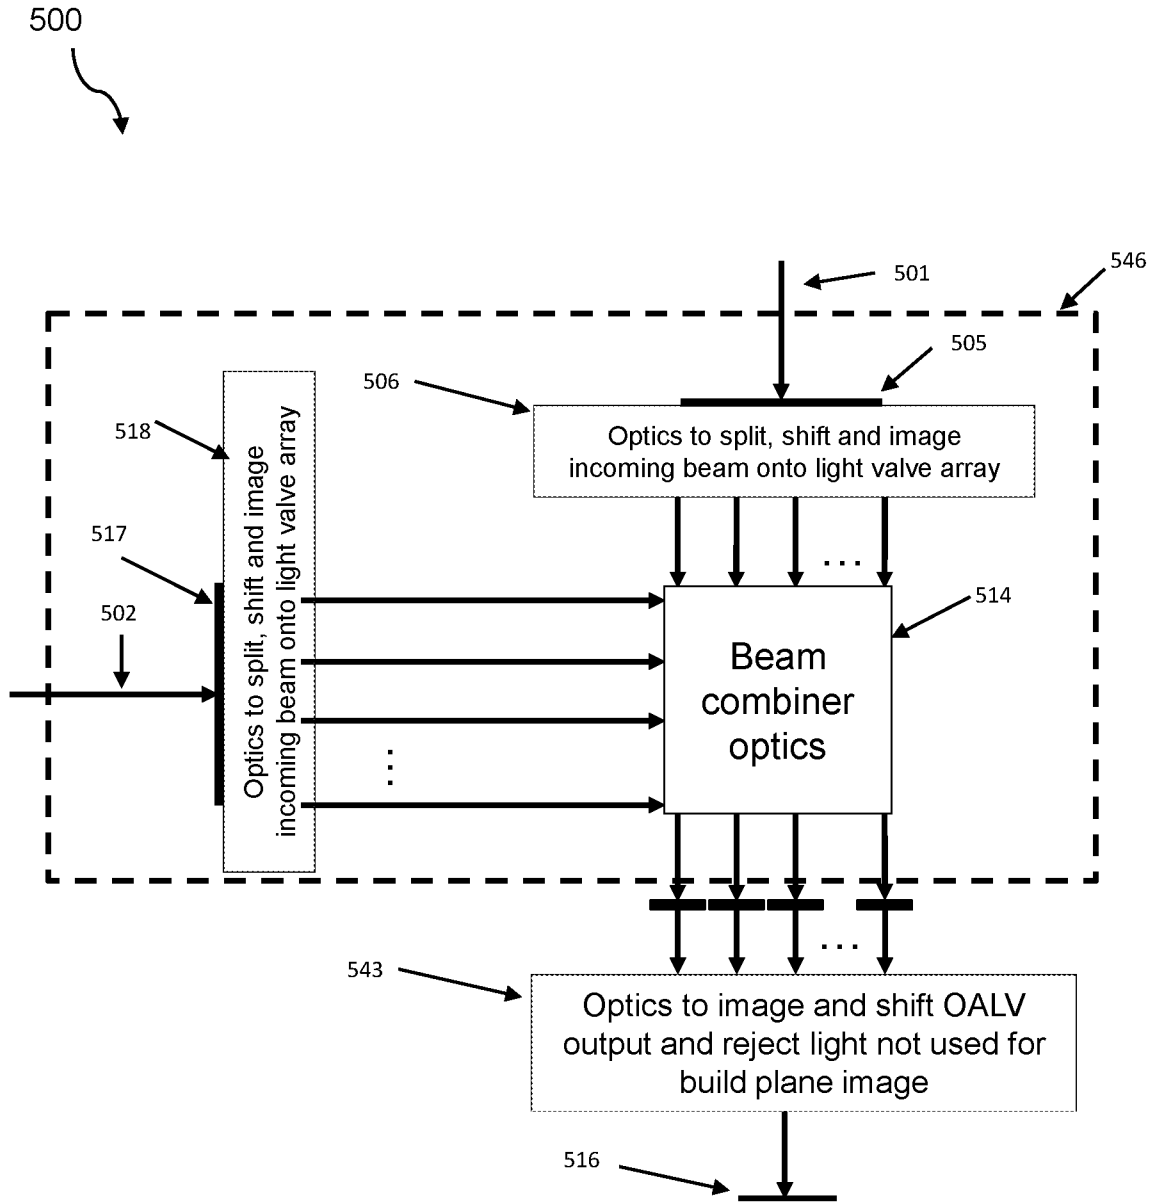 500
546
501
505
506
Optics to split, shift and image
incoming beam onto light valve array
518
Optics to split, shift and image
incoming beam onto light valve array
517
502
...
514
Beam
combiner
optics
...
...
543
Optics to image and shift OALV
output and reject light not used for
build plane image
516